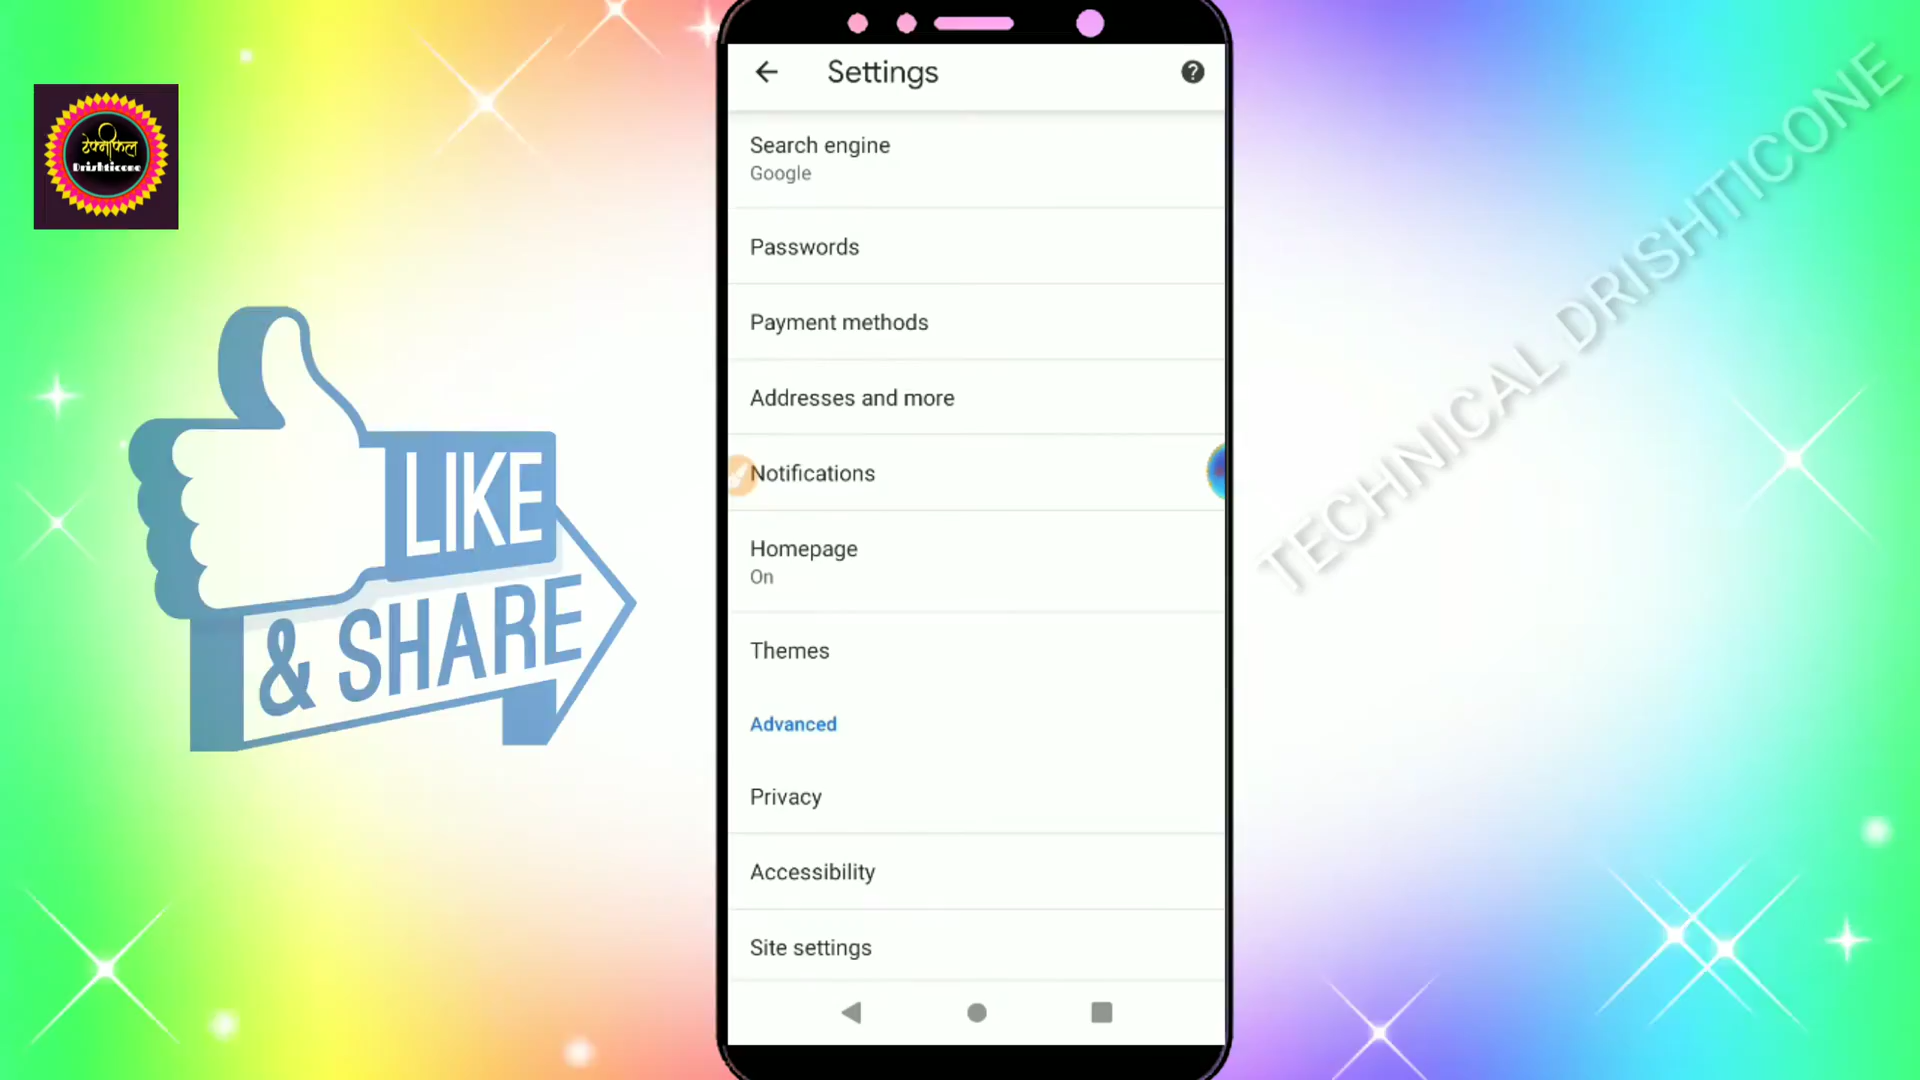 टेक्नीकल
Drishticone
LIKE
& SHARE
Settings
Search engine
Google
Passwords
Payment methods
Addresses and more
Notifications
Homepage
On
Themes
Advanced
Privacy
Accessibility
Site settings
TECHNICAL DRISHTICONE